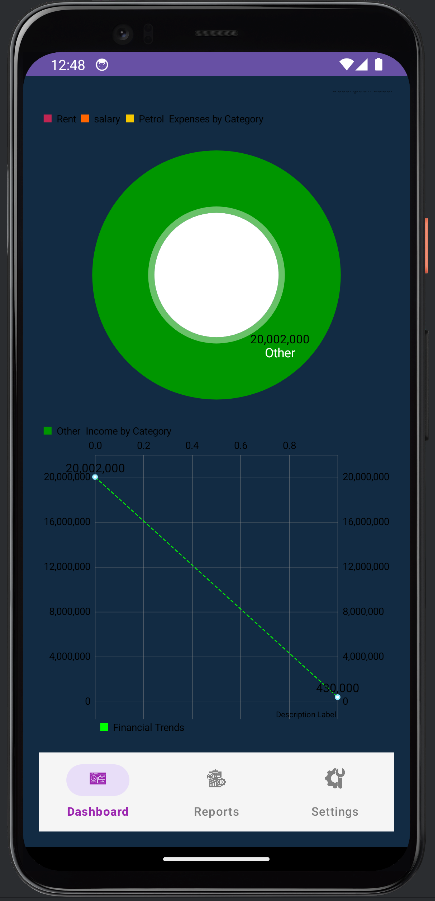 12:48
Rent salary Petrol Expenses by Category
20,002,000
Other
Other Income by Category
0.0 0.2 0.4 0.6 0.8
20,002,000
20,000,000 20,000,000
16,000,000 16,000,000
12,000,000 12,000,000
8,000,000 8,000,000
4,000,000 4,000,000
0 0
Description Label
Financial Trends
Dashboard Reports Settings